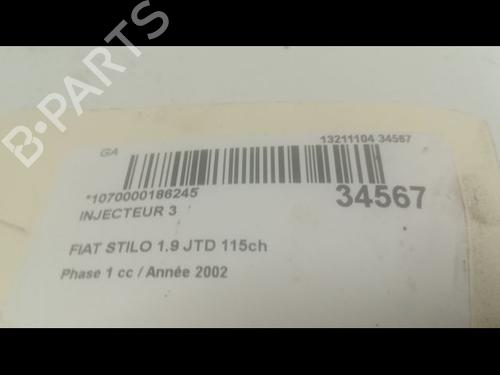 B-PARTS
GA
13211104 34567
*1070000186245
34567
INJECTEUR 3
FIAT STILO 1.9 JTD 115ch
Phase 1 cc / Année 2002